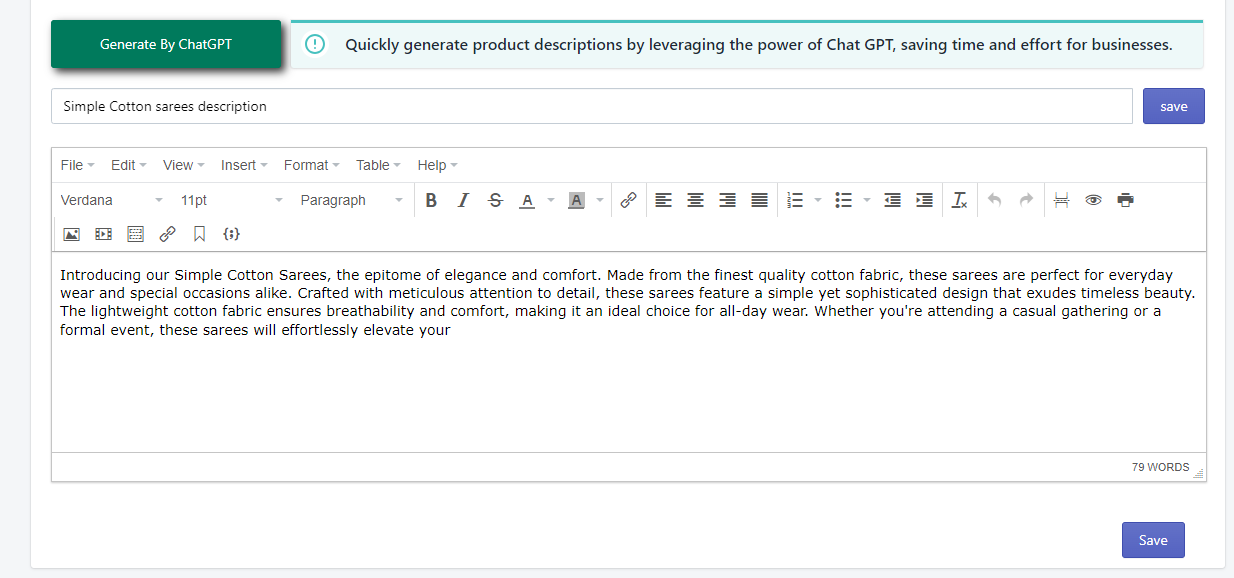 Generate By ChatGPT
Quickly generate product descriptions by leveraging the power of Chat GPT, saving time and effort for businesses.
Simple Cotton sarees description
save
File Edit View Insert Format Table Help
Verdana 11pt Paragraph B I S A A
Introducing our Simple Cotton Sarees, the epitome of elegance and comfort. Made from the finest quality cotton fabric, these sarees are perfect for everyday
wear and special occasions alike. Crafted with meticulous attention to detail, these sarees feature a simple yet sophisticated design that exudes timeless beauty.
The lightweight cotton fabric ensures breathability and comfort, making it an ideal choice for all-day wear. Whether you're attending a casual gathering or a
formal event, these sarees will effortlessly elevate your
79 WORDS
Save